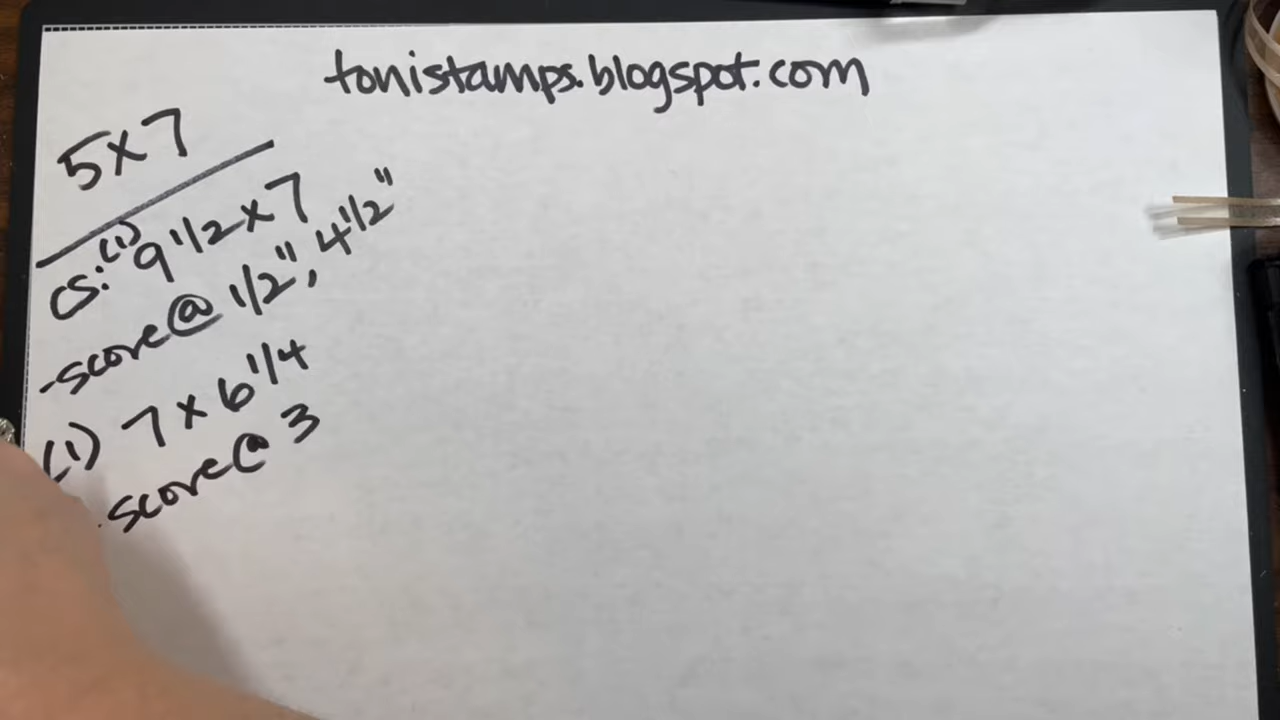 tonistamps.blogspot.com
5x7
CS: (1) 9 1/2 x 7
-score@ 1/2", 4 1/2"
(1) 7 x 6 1/4
-score@ 3